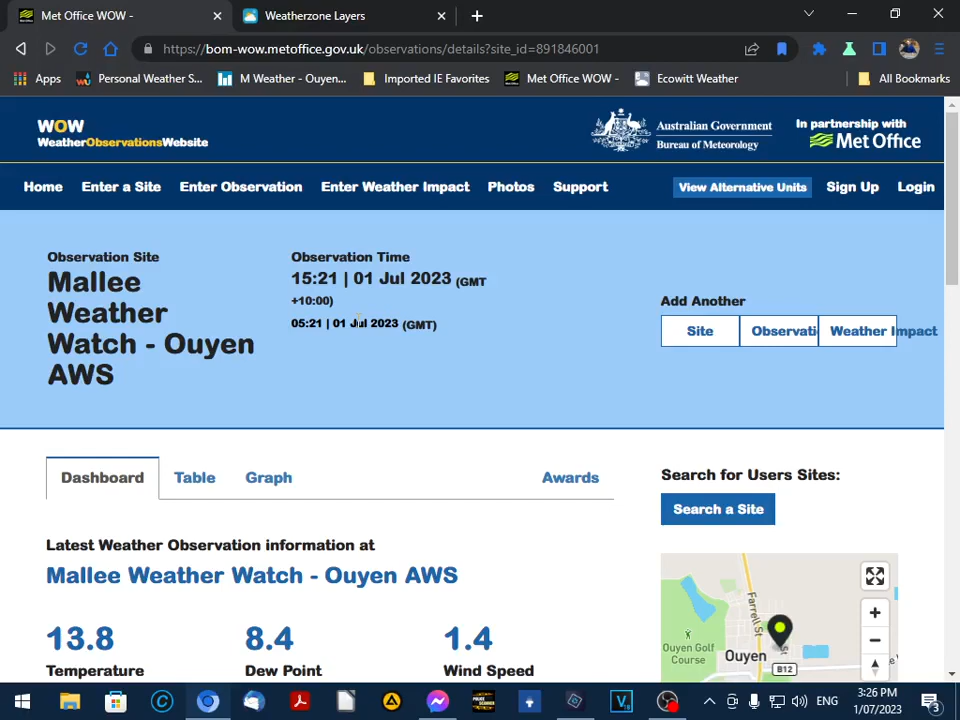 Met Office WOW -
Weatherzone Layers
https://bom-wow.metoffice.gov.uk/observations/details?site_id=891846001
Apps
Personal Weather S...
M Weather - Ouyen...
Imported IE Favorites
Met Office WOW -
Ecowitt Weather
All Bookmarks
WOW
WeatherObservationsWebsite
Australian Government
Bureau of Meteorology
In partnership with
Met Office
Home
Enter a Site
Enter Observation
Enter Weather Impact
Photos
Support
View Alternative Units
Sign Up
Login
Observation Site
Mallee
Weather
Watch - Ouyen
AWS
Observation Time
15:21 | 01 Jul 2023 (GMT
+10:00)
05:21 | 01 Jul 2023 (GMT)
Add Another
Site
Observati
Weather Impact
Dashboard
Table
Graph
Awards
Search for Users Sites:
Search a Site
Latest Weather Observation information at
Mallee Weather Watch - Ouyen AWS
13.8
Temperature
8.4
Dew Point
1.4
Wind Speed
Farrell St
Ouyen Golf
Course
Ouyen
B12
ENG
3:26 PM
1/07/2023
3